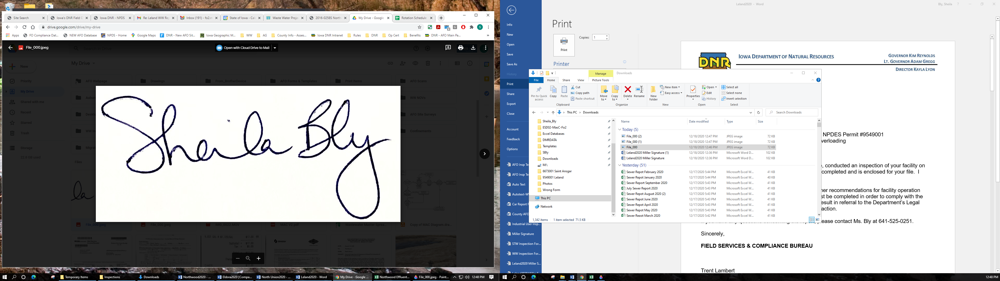 Site Search
Iowa's DNR Field O
Iowa DNR - NPDS
Re: Leland WW Rep
Inbox (191) - fo2.m
State of Iowa - Cale
Waste Water Projec
2016-0258S North
My Drive - Google
Rotation Schedule
drive.google.com/drive/my-drive
Apps
FO Compliance Dat...
NEW AFO Database
NPDS - Home
Google Maps
DNR - New AFO Sit...
Iowa Geographic M...
WW
AG
County Info - Asses...
Iowa DNR Intranet
Rules
DNR
Op Cert
Benefits
DNR - AFO Main Pa...
File_000.jpeg
Open with Cloud Drive to Mail
Search in Drive
New
My Drive
Priority
My Drive
Shared with me
Recent
Starred
Trash
Storage
22.8 GB used
AFO Webpage
Drawings
From_BrotherDevice
AFO Forms & Templates
Print Items
AFO Scans
WW NOVs
AFO Site Surveys
Confinements
Files
Sheila Bly
File_000.jpeg
File_000.jpeg
IMG_0022.MOV
MAC V2.pdf
Wastewater Master Sprea...
Copy of MAC Diagram.dra...
Leland2020 - Word
Bly, Sheila
Info
New
Open
Save
Save As
History
Print
Share
Export
Close
Account
Feedback
Options
AFO Insp Te
AFO Insp Te
Auto Text
Autotext-W
Car Report F
County AFO
Industrial User Insp...
Miller Signature
STW Inspection For...
WW Inspection For...
Leland2020 Miller S...
Print
Print
Copies: 1
Printer
DNR
IOWA DEPARTMENT OF NATURAL RESOURCES
GOVERNOR KIM REYNOLDS
LT. GOVERNOR ADAM GREGG
DIRECTOR KAYLA LYON
Manage
Downloads
File
Home
Share
View
Picture Tools
Pin to Quick access
Copy
Paste
Cut
Copy path
Paste shortcut
Clipboard
Move to
Copy to
Delete
Rename
Organize
New folder
New item
Easy access
New
Properties
Open
Edit
History
Open
Select all
Select none
Invert selection
Select
This PC > Downloads
Search Downloads
Sheila_Bly
ESD02-MasC-Fo2
Excel Databases
DMRDATA
Templates
SBly
Downloads
M:\
6673001 Saint Ansgar
9549001 Leland
Photos
Wrong Form
This PC
Network
Name Date modified Type Size
Today (5)
File_000 (2) 12/18/2020 12:47 PM JPEG image 72 KB
File_000 (1) 12/18/2020 12:47 PM JPEG image 72 KB
File_000 12/18/2020 12:46 PM JPEG image 72 KB
Leland2020 Miller Signature (1) 12/18/2020 12:36 PM Microsoft Word D... 102 KB
Leland2020 Miller Signature 12/18/2020 12:36 PM Microsoft Word D... 102 KB
Yesterday (51)
Sewer Repot February 2020 12/17/2020 5:44 PM Microsoft Excel W... 41 KB
Sewer Repot January 2020 12/17/2020 5:44 PM Microsoft Excel W... 40 KB
Sewer Report September 2020 12/17/2020 5:43 PM Microsoft Excel W... 41 KB
July Sewer Report 2020 12/17/2020 5:43 PM Microsoft Excel W... 41 KB
Sewer Repot August 2020 (2) 12/17/2020 5:43 PM Microsoft Excel W... 41 KB
Sewer Repot June 2020 12/17/2020 5:43 PM Microsoft Excel W... 41 KB
Sewer Repot April 2020 12/17/2020 5:43 PM Microsoft Excel W... 41 KB
Sewer Repot May 2020 12/17/2020 5:43 PM Microsoft Excel W... 41 KB
Sewer Repot March 2020 12/17/2020 5:42 PM Microsoft Excel W... 41 KB
1,342 items 1 item selected 71.5 KB
NPDES Permit #9549001
verloading
, conducted an inspection of your facility on
completed and is enclosed for your file. I
her recommendations for facility operation
st be completed in order to comply with the
esult in referral to the Department's Legal
action.
please contact Ms. Bly at 641-525-0251.
Sincerely,
FIELD SERVICES & COMPLIANCE BUREAU
Trent Lambert
Temporary Items
Inspections
Downloads
Northwood2020 - ...
Eldora2020 [Compa...
North Union2020 - ...
Leland2020 - Word
My Drive - Google ...
Northwood Effluent...
File_000.jpeg - Paint...
12:48 PM
12:48 PM